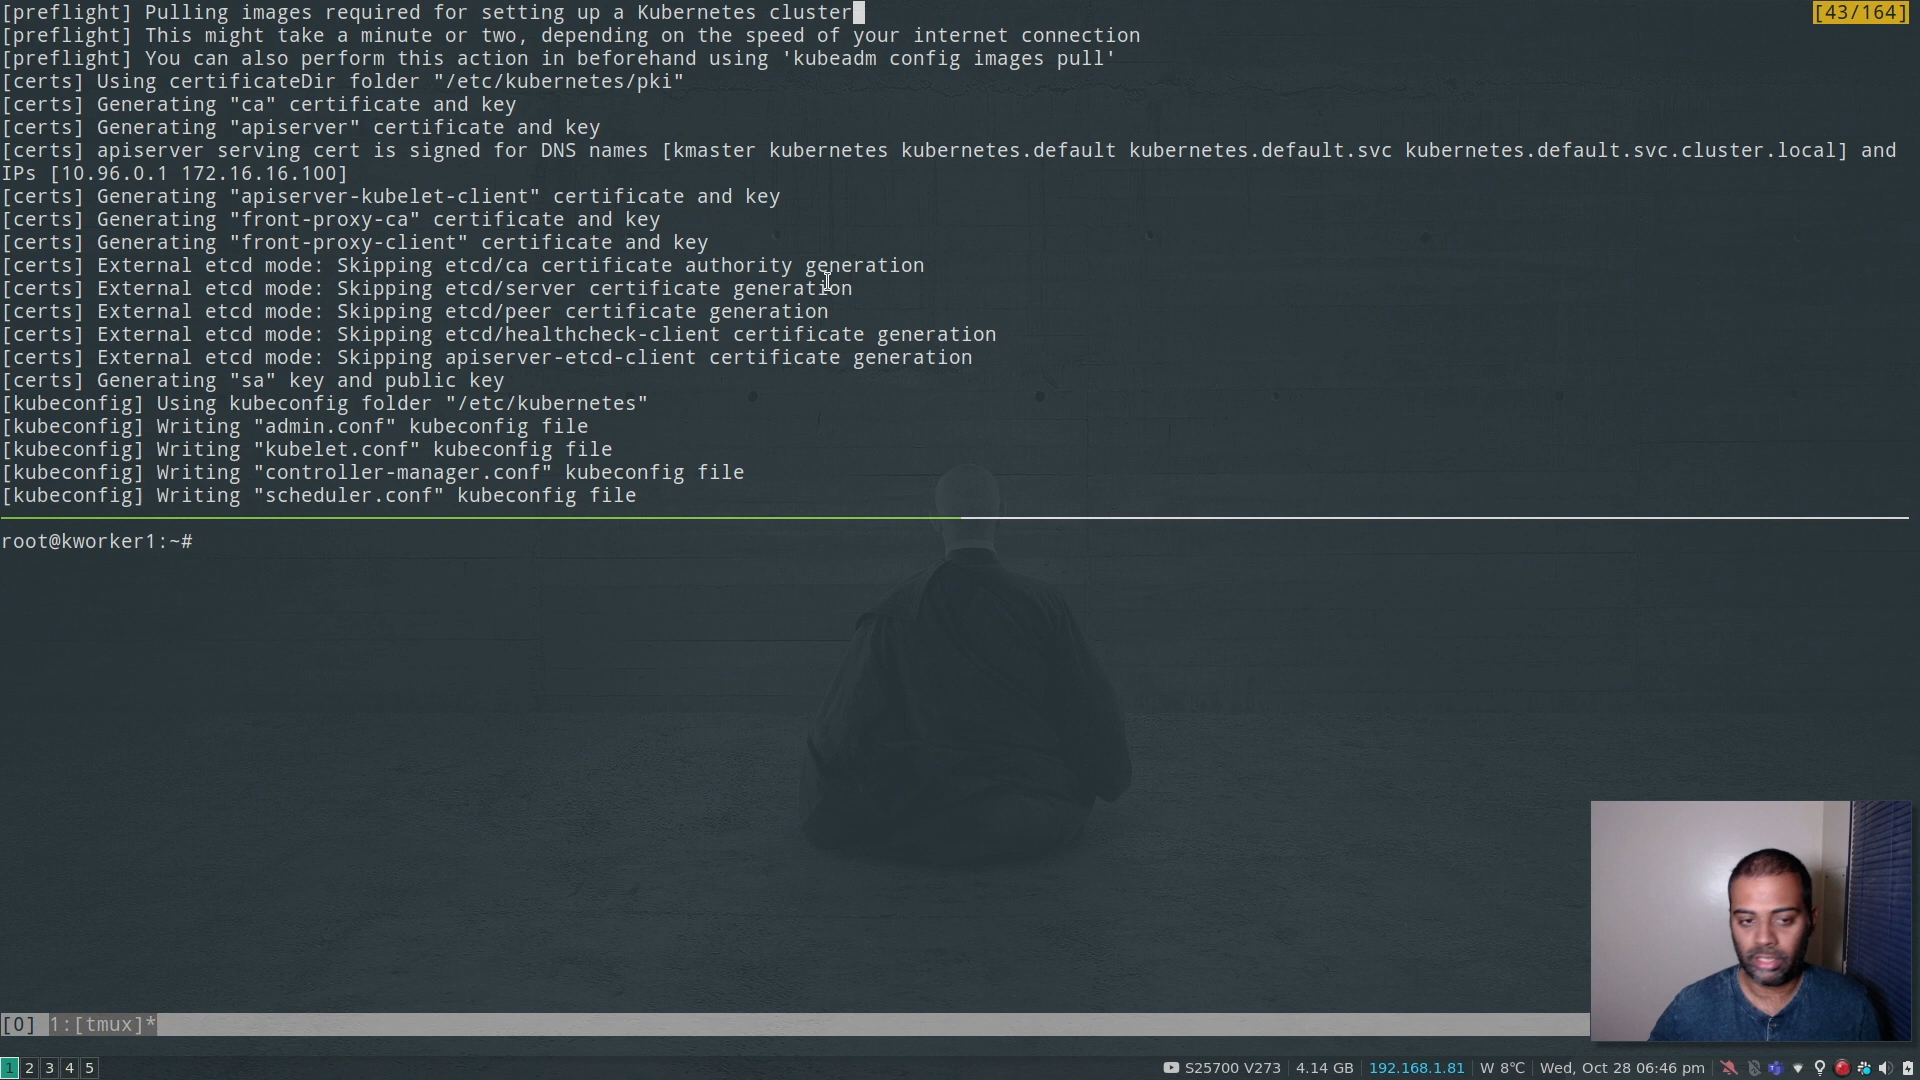 [preflight] Pulling images required for setting up a Kubernetes cluster
[43/164]
[preflight] This might take a minute or two, depending on the speed of your internet connection
[preflight] You can also perform this action in beforehand using 'kubeadm config images pull'
[certs] Using certificateDir folder "/etc/kubernetes/pki"
[certs] Generating "ca" certificate and key
[certs] Generating "apiserver" certificate and key
[certs] apiserver serving cert is signed for DNS names [kmaster kubernetes kubernetes.default kubernetes.default.svc kubernetes.default.svc.cluster.local] and
IPs [10.96.0.1 172.16.16.100]
[certs] Generating "apiserver-kubelet-client" certificate and key
[certs] Generating "front-proxy-ca" certificate and key
[certs] Generating "front-proxy-client" certificate and key
[certs] External etcd mode: Skipping etcd/ca certificate authority generation
[certs] External etcd mode: Skipping etcd/server certificate generation
[certs] External etcd mode: Skipping etcd/peer certificate generation
[certs] External etcd mode: Skipping etcd/healthcheck-client certificate generation
[certs] External etcd mode: Skipping apiserver-etcd-client certificate generation
[certs] Generating "sa" key and public key
[kubeconfig] Using kubeconfig folder "/etc/kubernetes"
[kubeconfig] Writing "admin.conf" kubeconfig file
[kubeconfig] Writing "kubelet.conf" kubeconfig file
[kubeconfig] Writing "controller-manager.conf" kubeconfig file
[kubeconfig] Writing "scheduler.conf" kubeconfig file
root@kworker1:~#
[0] 1:[tmux]*
1 2 3 4 5
S25700 V273 4.14 GB 192.168.1.81 W 8°C Wed, Oct 28 06:46 pm